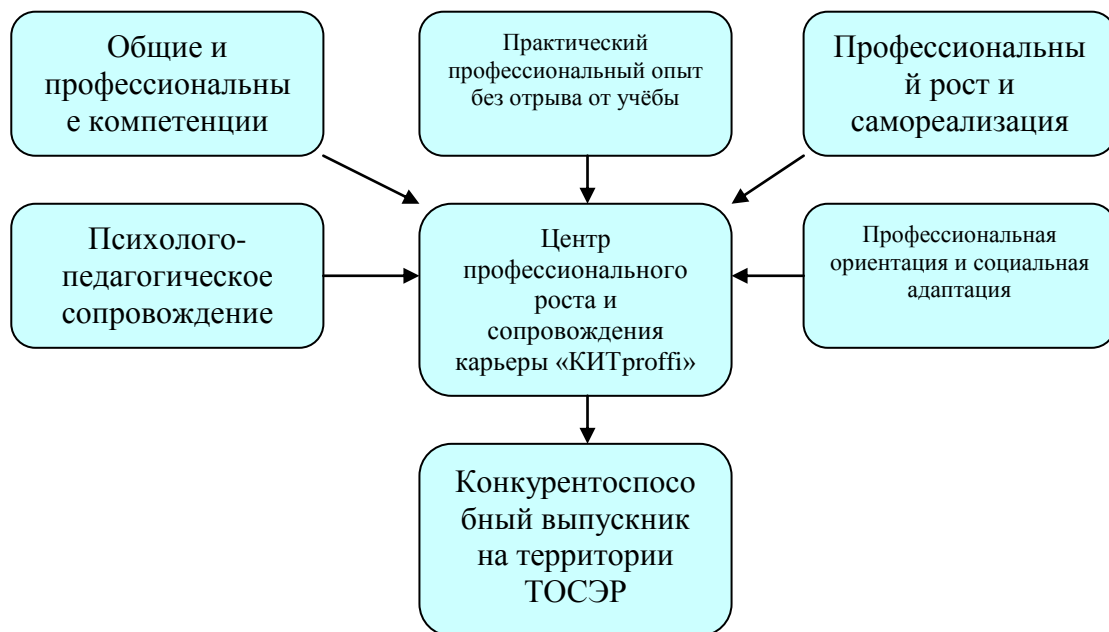 Общие и
профессиональны
е компетенции
Практический
профессиональный опыт
без отрыва от учёбы
Профессиональны
й рост и
самореализация
Психолого-
педагогическое
сопровождение
Центр
профессионального
роста и
сопровождения
карьеры «КИТproffi»
Профессиональная
ориентация и социальная
адаптация
Конкурентоспосо
бный выпускник
на территории
ТОСЭР